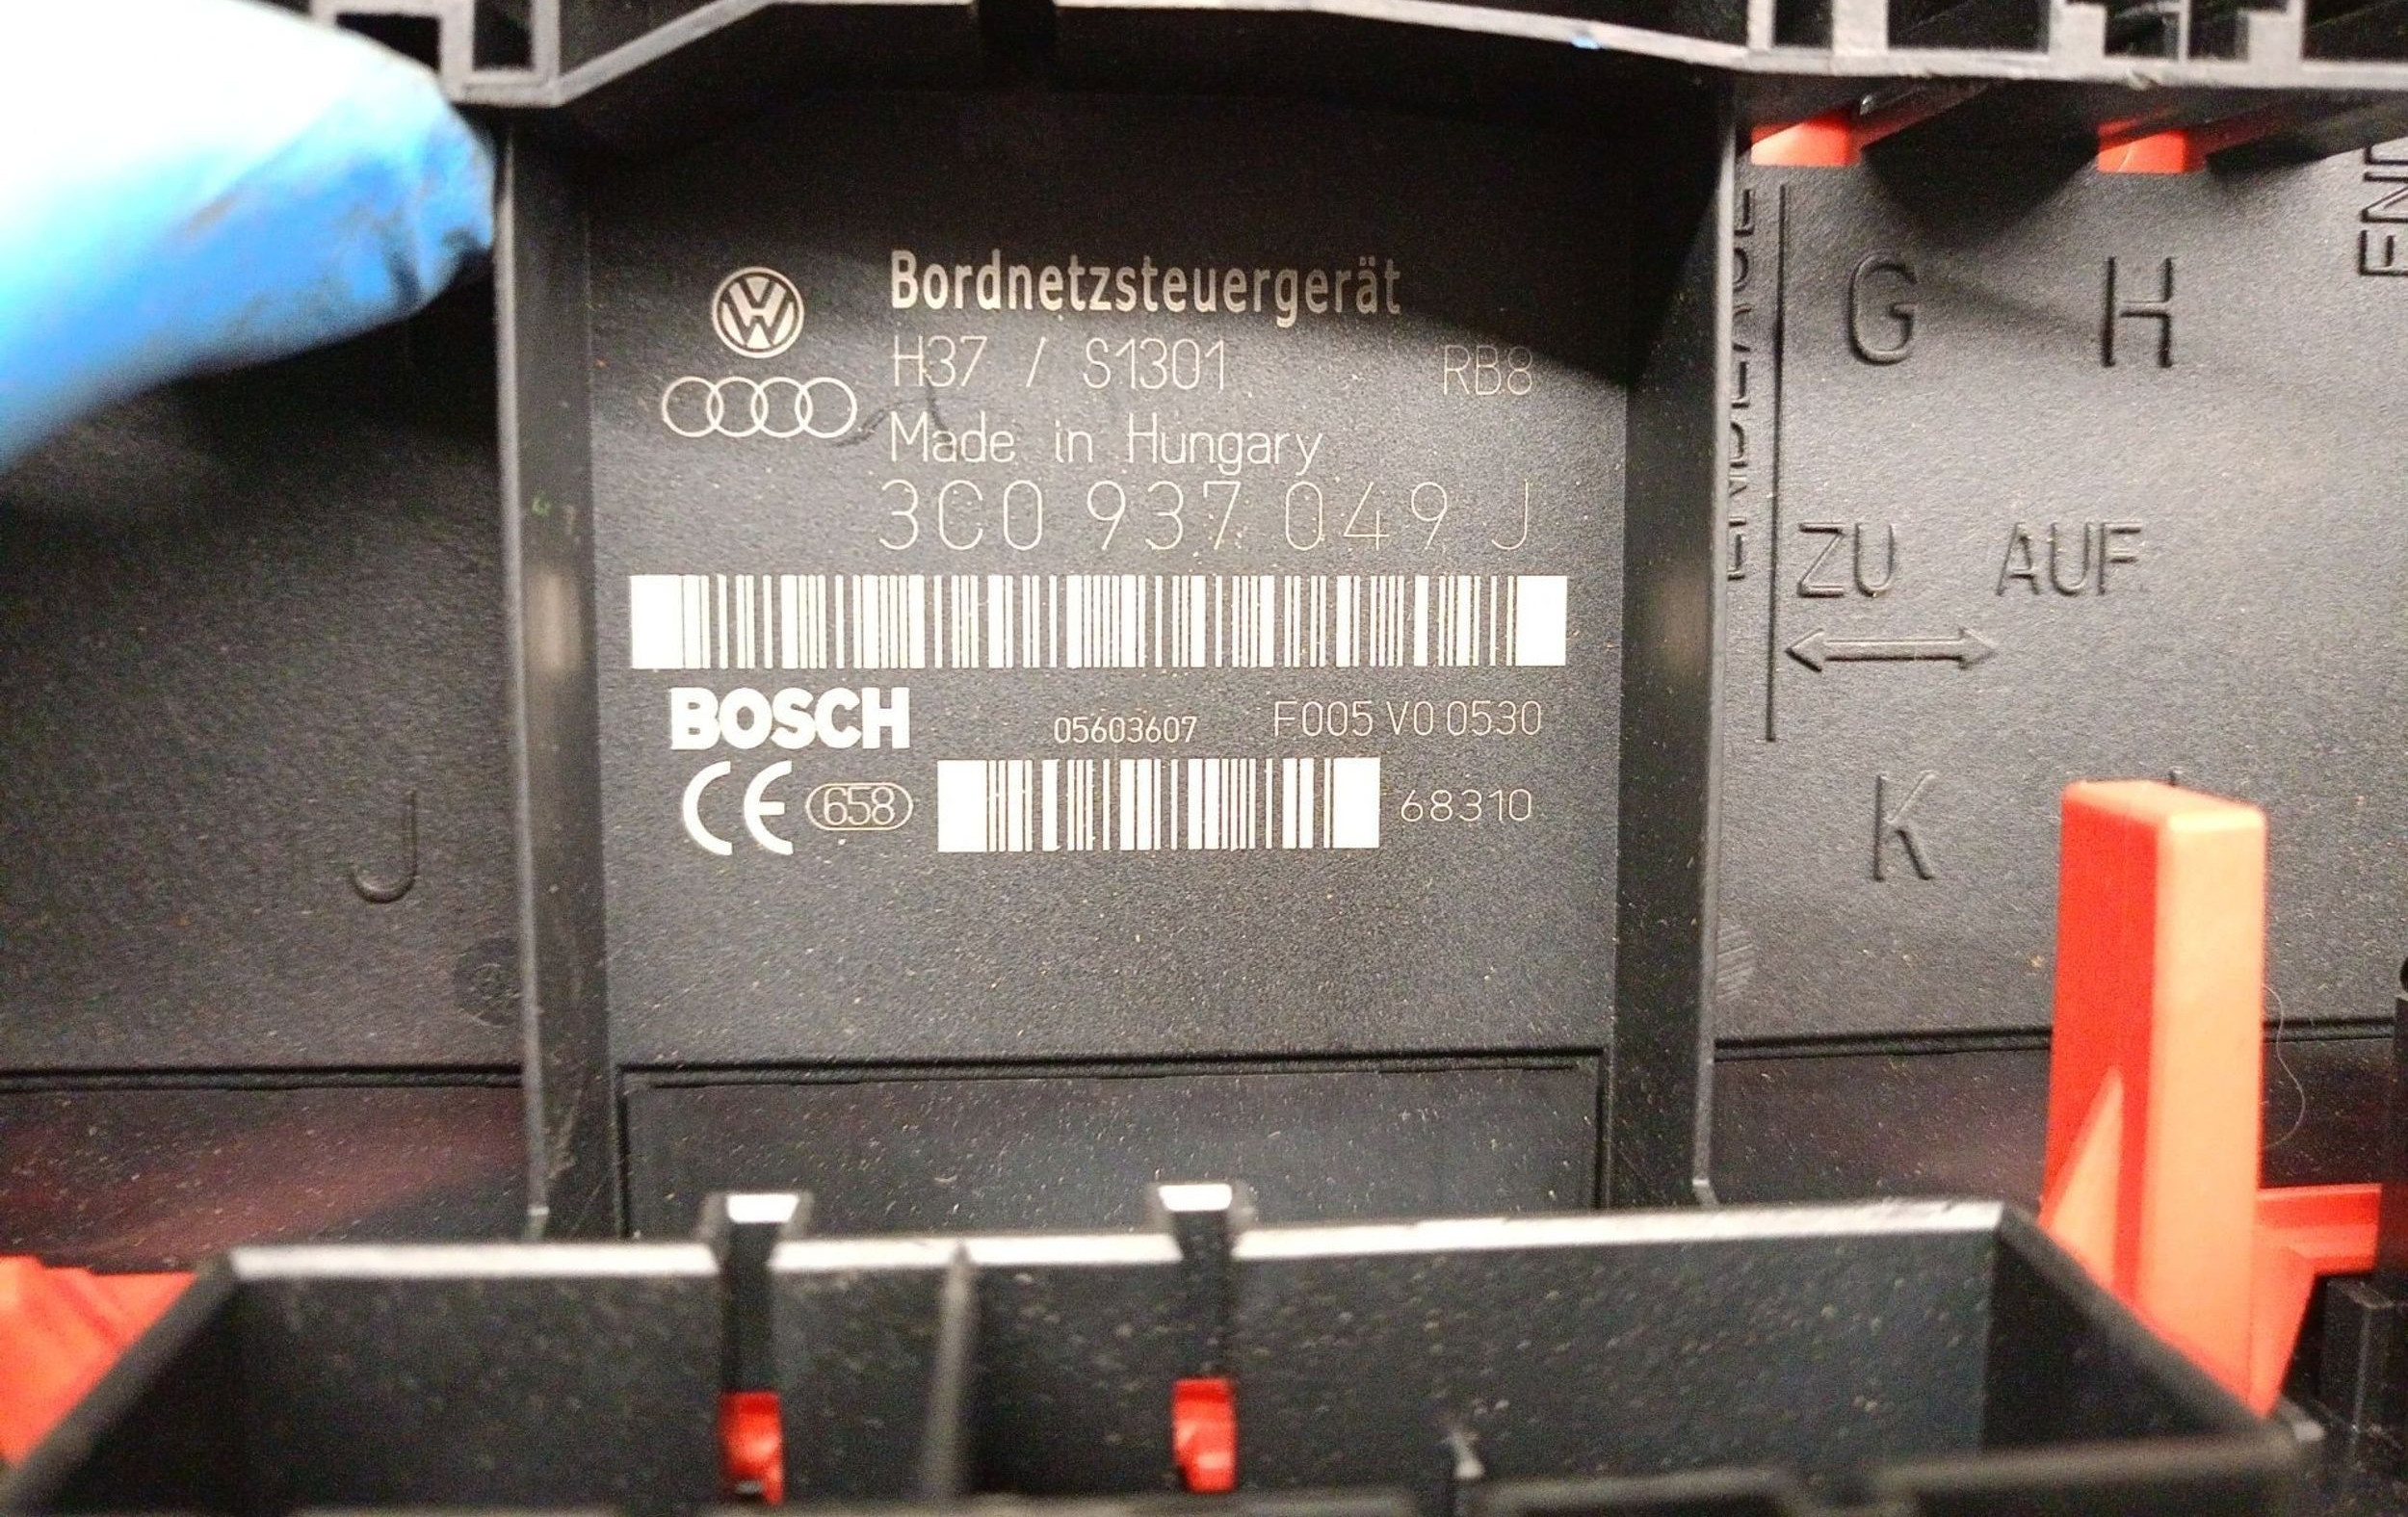 Bordnetzsteuergerät
H37 / S1301 RB8
Made in Hungary
3C0 937 049 J
BOSCH 05603607 F005 V0 0530
CE 658 68310
G H
ZU AUF
J
K